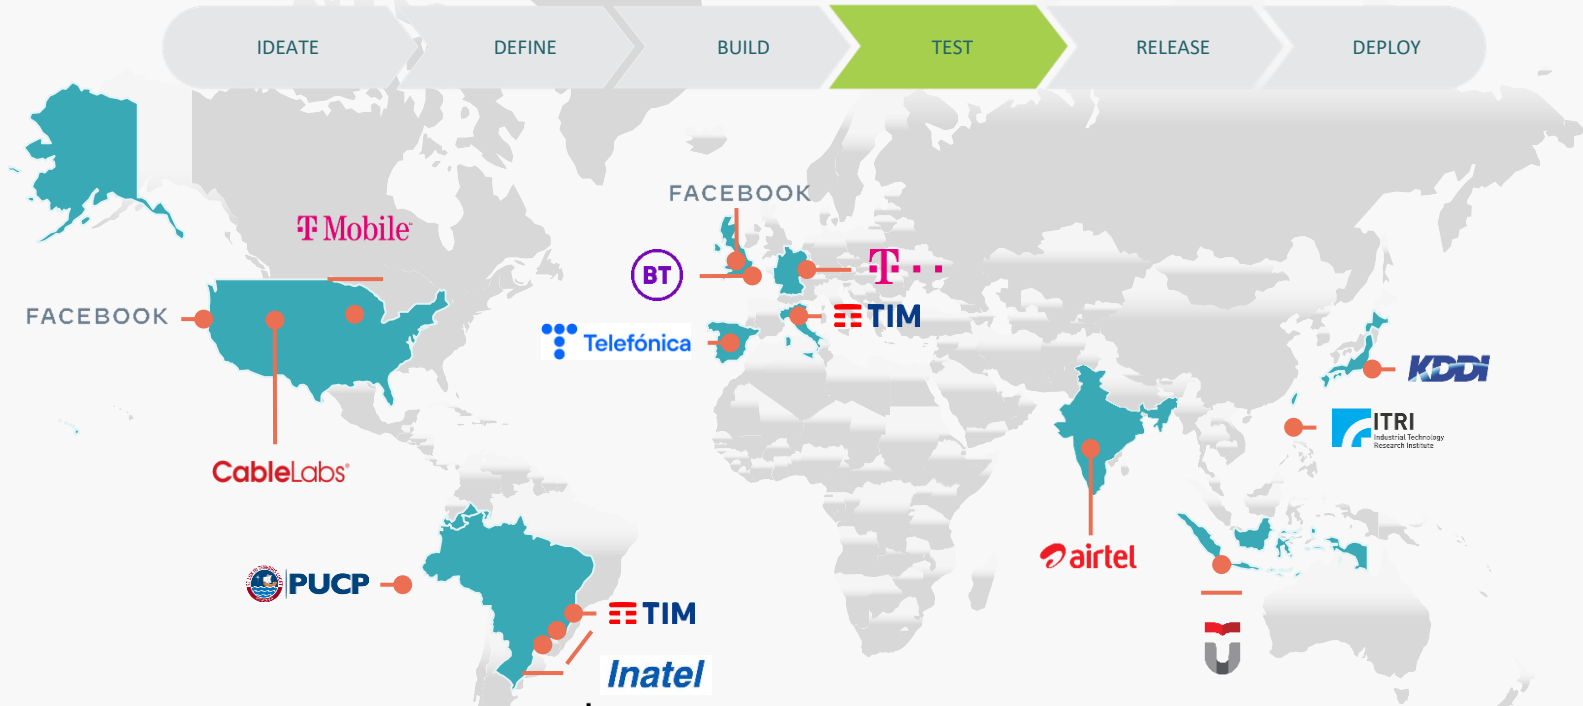 IDEATE
DEFINE
BUILD
TEST
RELEASE
DEPLOY
FACEBOOK
T Mobile
BT
T
FACEBOOK
TIM
Telefónica
KDDI
ITRI
Industrial Technology
Research Institute
CableLabs
airtel
PUCP
TIM
Inatel